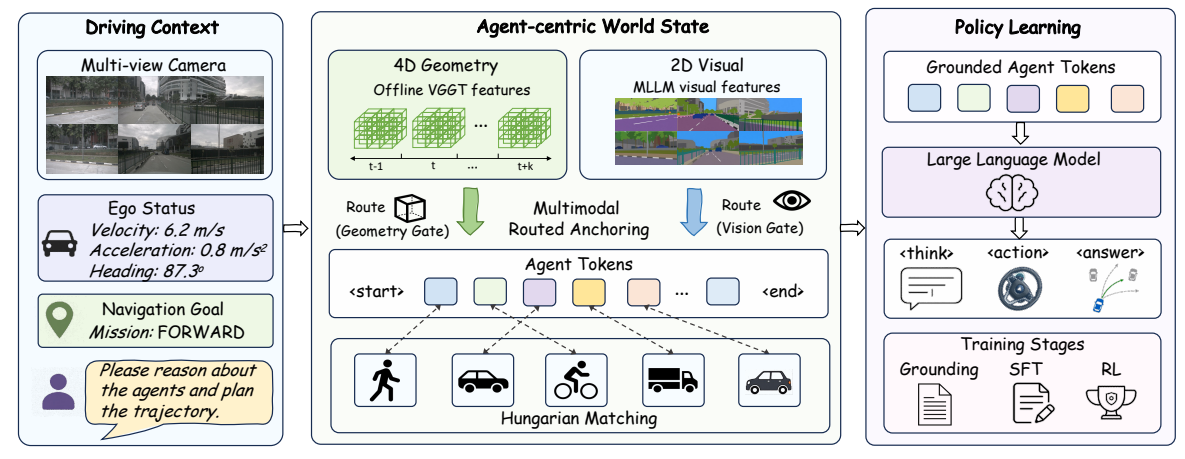 Driving Context
Multi-view Camera
Ego Status
Velocity: 6.2 m/s
Acceleration: 0.8 m/s²
Heading: 87.3°
Navigation Goal
Mission: FORWARD
Please reason about
the agents and plan
the trajectory.
Agent-centric World State
4D Geometry
Offline VGGT features
...
t-1 t ... t+k
2D Visual
MLLM visual features
Route
(Geometry Gate)
Multimodal
Routed Anchoring
Route
(Vision Gate)
Agent Tokens
<start> ... <end>
Hungarian Matching
Policy Learning
Grounded Agent Tokens
Large Language Model
<think> <action> <answer>
Training Stages
Grounding SFT RL